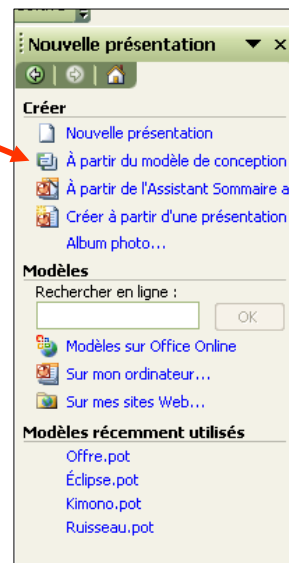 Nouvelle présentation
Créer
Nouvelle présentation
À partir du modèle de conception
À partir de l'Assistant Sommaire a
Créer à partir d'une présentation
Album photo...
Modèles
Rechercher en ligne :
OK
Modèles sur Office Online
Sur mon ordinateur...
Sur mes sites Web...
Modèles récemment utilisés
Offre.pot
Éclipse.pot
Kimono.pot
Ruisseau.pot